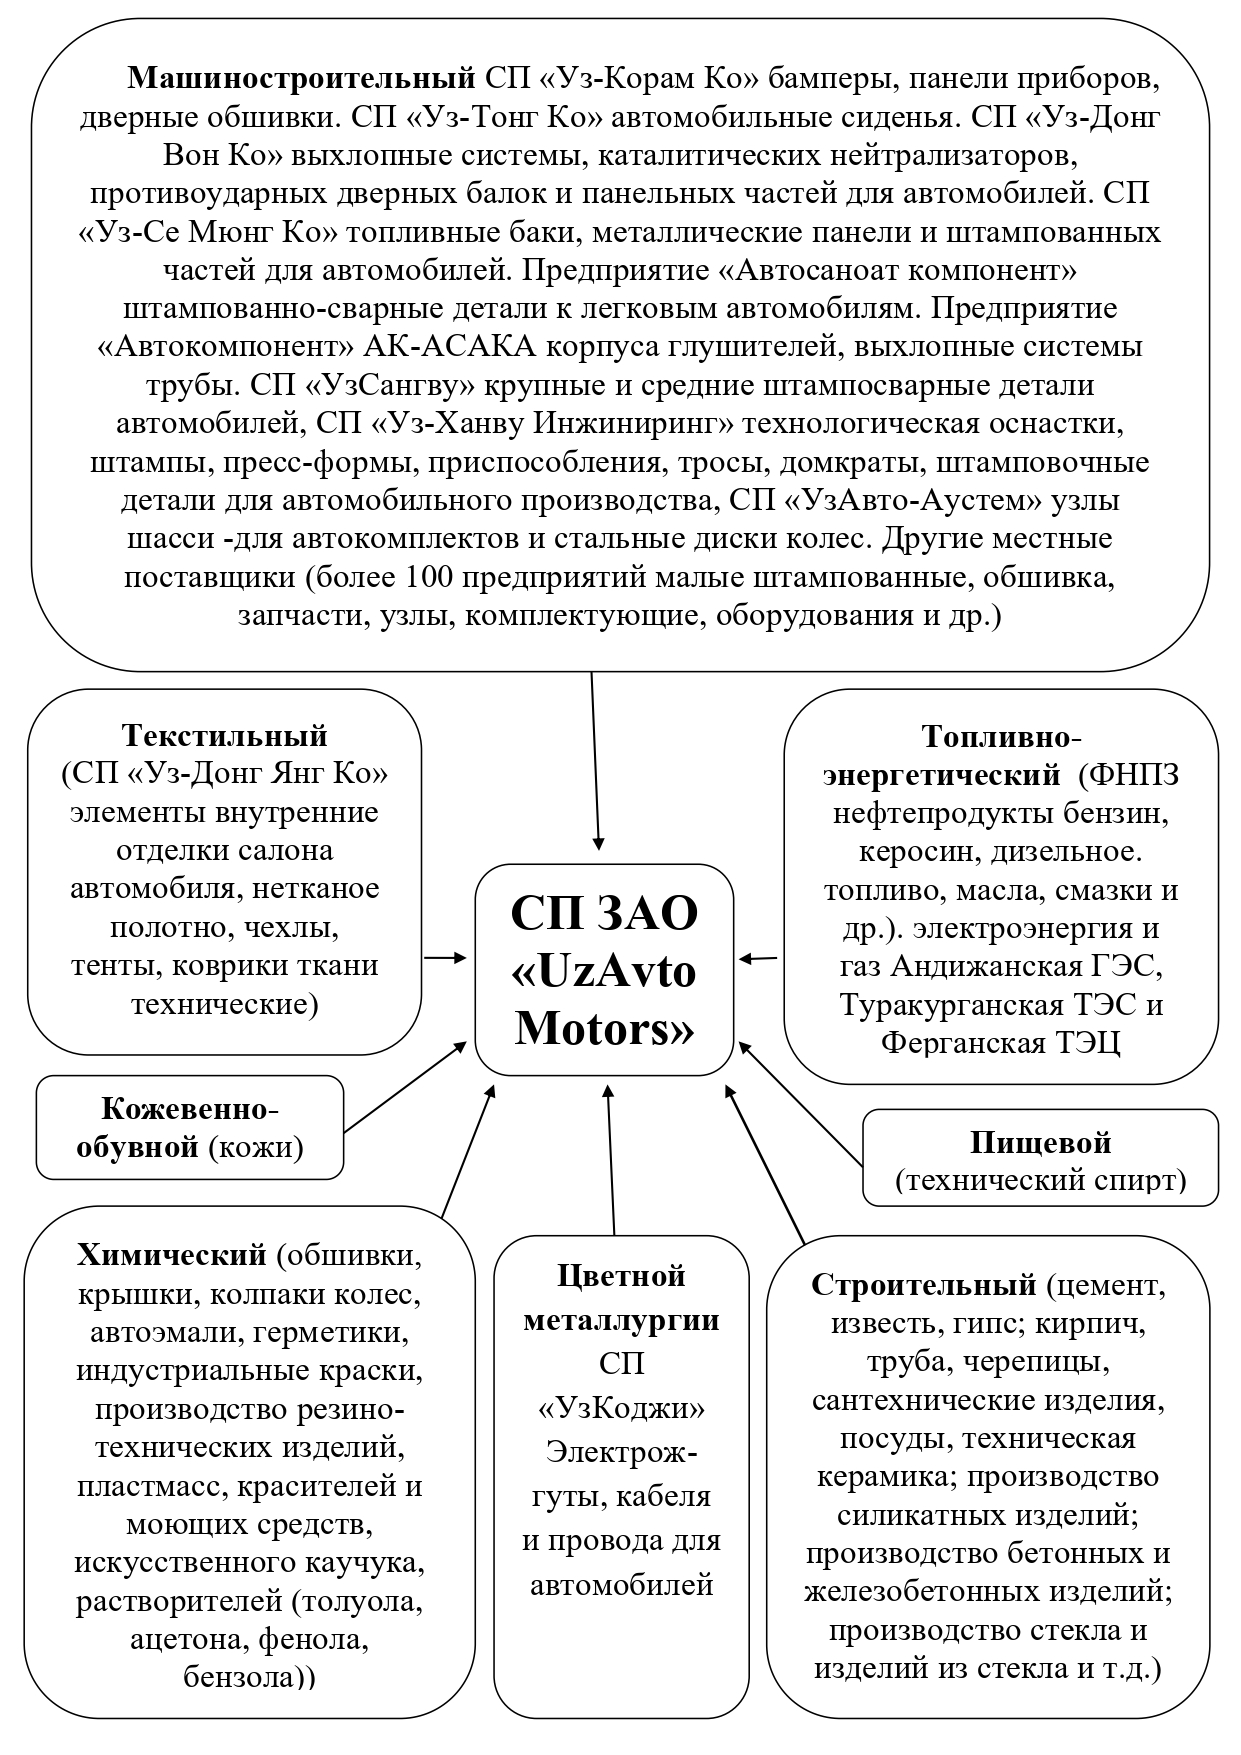 Машиностроительный СП «Уз-Корам Ко» бамперы, панели приборов,
дверные обшивки. СП «Уз-Тонг Ко» автомобильные сиденья. СП «Уз-Донг
Вон Ко» выхлопные системы, каталитических нейтрализаторов,
противоударных дверных балок и панельных частей для автомобилей. СП
«Уз-Се Мюнг Ко» топливные баки, металлические панели и штампованных
частей для автомобилей. Предприятие «Автосаноат компонент»
штампованно-сварные детали к легковым автомобилям. Предприятие
«Автокомпонент» АК-АСАКА корпуса глушителей, выхлопные системы
трубы. СП «УзСангву» крупные и средние штампосварные детали
автомобилей, СП «Уз-Ханву Инжиниринг» технологическая оснастки,
штампы, пресс-формы, приспособления, тросы, домкраты, штамповочные
детали для автомобильного производства, СП «УзАвто-Аустем» узлы
шасси -для автокомплектов и стальные диски колес. Другие местные
поставщики (более 100 предприятий малые штампованные, обшивка,
запчасти, узлы, комплектующие, оборудования и др.)
Текстильный
(СП «Уз-Донг Янг Ко»
элементы внутренние
отделки салона
автомобиля, нетканое
полотно, чехлы,
тенты, коврики ткани
технические)
Топливно-
энергетический (ФНПЗ
нефтепродукты бензин,
керосин, дизельное.
топливо, масла, смазки и
др.). электроэнергия и
газ Андижанская ГЭС,
Туракурганская ТЭС и
Ферганская ТЭЦ
СП ЗАО
«UzAvto
Motors»
Кожевенно-
обувной (кожи)
Пищевой
(технический спирт)
Химический (обшивки,
крышки, колпаки колес,
автоэмали, герметики,
индустриальные краски,
производство резино-
технических изделий,
пластмасс, красителей и
моющих средств,
искусственного каучука,
растворителей (толуола,
ацетона, фенола,
бензола))
Цветной
металлургии
СП
«УзКоджи»
Электрож-
гуты, кабеля
и провода для
автомобилей
Строительный (цемент,
известь, гипс; кирпич,
труба, черепицы,
сантехнические изделия,
посуды, техническая
керамика; производство
силикатных изделий;
производство бетонных и
железобетонных изделий;
производство стекла и
изделий из стекла и т.д.)